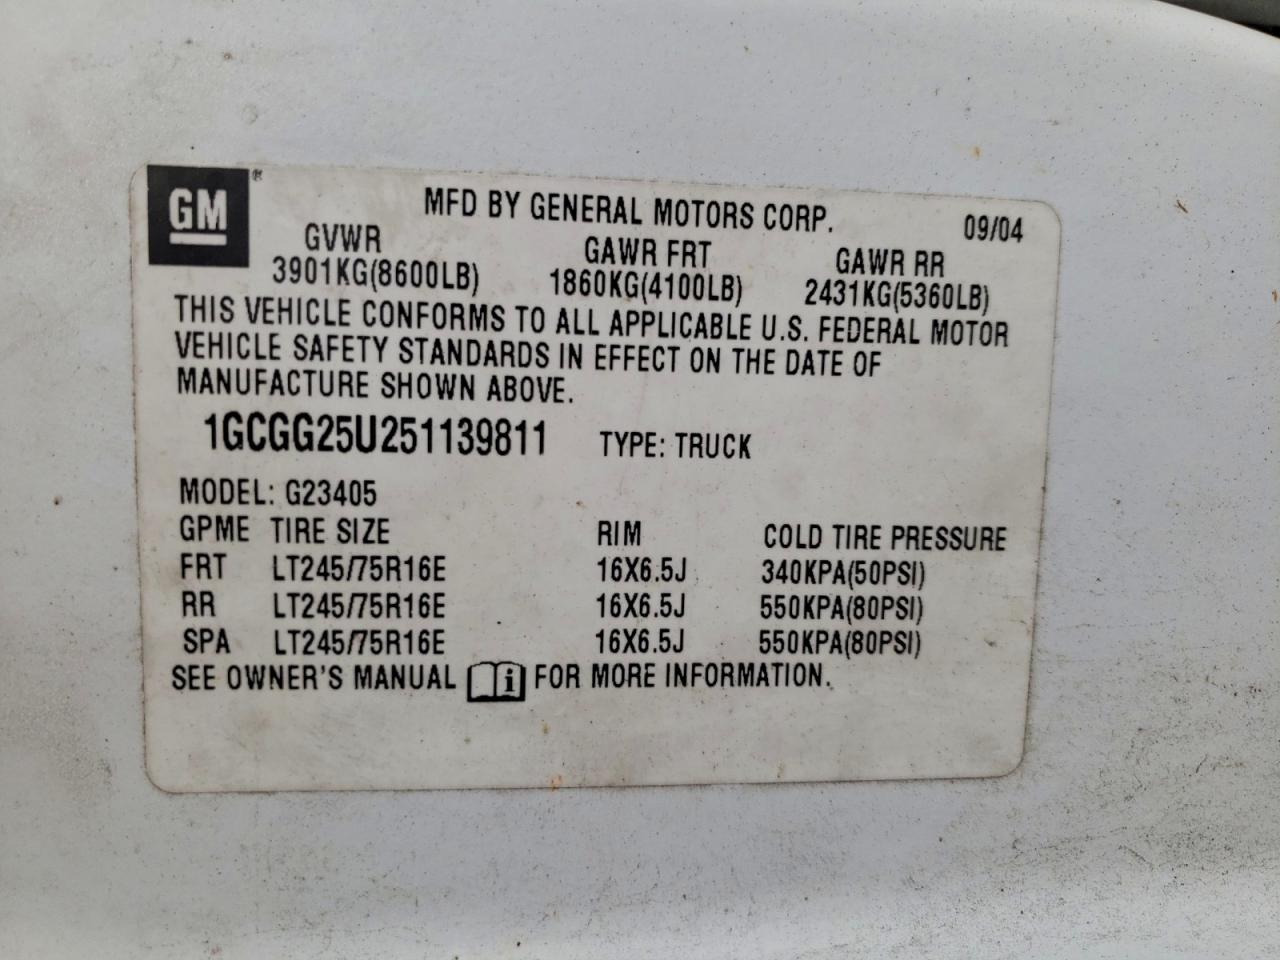 GM®
MFD BY GENERAL MOTORS CORP. 09/04
GVWR GAWR FRT GAWR RR
3901KG(8600LB) 1860KG(4100LB) 2431KG(5360LB)
THIS VEHICLE CONFORMS TO ALL APPLICABLE U.S. FEDERAL MOTOR
VEHICLE SAFETY STANDARDS IN EFFECT ON THE DATE OF
MANUFACTURE SHOWN ABOVE.
1GCGG25U251139811 TYPE: TRUCK
MODEL: G23405
GPME TIRE SIZE RIM COLD TIRE PRESSURE
FRT LT245/75R16E 16X6.5J 340KPA(50PSI)
RR LT245/75R16E 16X6.5J 550KPA(80PSI)
SPA LT245/75R16E 16X6.5J 550KPA(80PSI)
SEE OWNER'S MANUAL i FOR MORE INFORMATION.